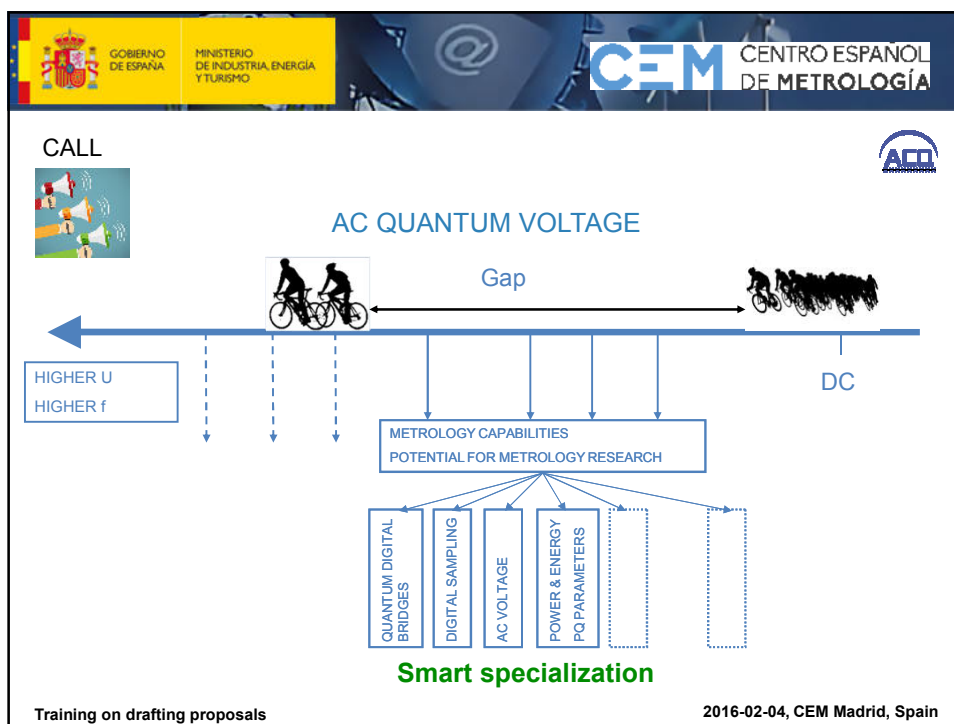 GOBIERNO
DE ESPAÑA
MINISTERIO
DE INDUSTRIA, ENERGÍA
Y TURISMO
@
CEM
CENTRO ESPAÑOL
DE METROLOGÍA
CALL
ACQ
AC QUANTUM VOLTAGE
Gap
HIGHER U
HIGHER f
DC
METROLOGY CAPABILITIES
POTENTIAL FOR METROLOGY RESEARCH
QUANTUM DIGITAL
BRIDGES
DIGITAL SAMPLING
AC VOLTAGE
POWER & ENERGY
PQ PARAMETERS
Smart specialization
Training on drafting proposals
2016-02-04, CEM Madrid, Spain